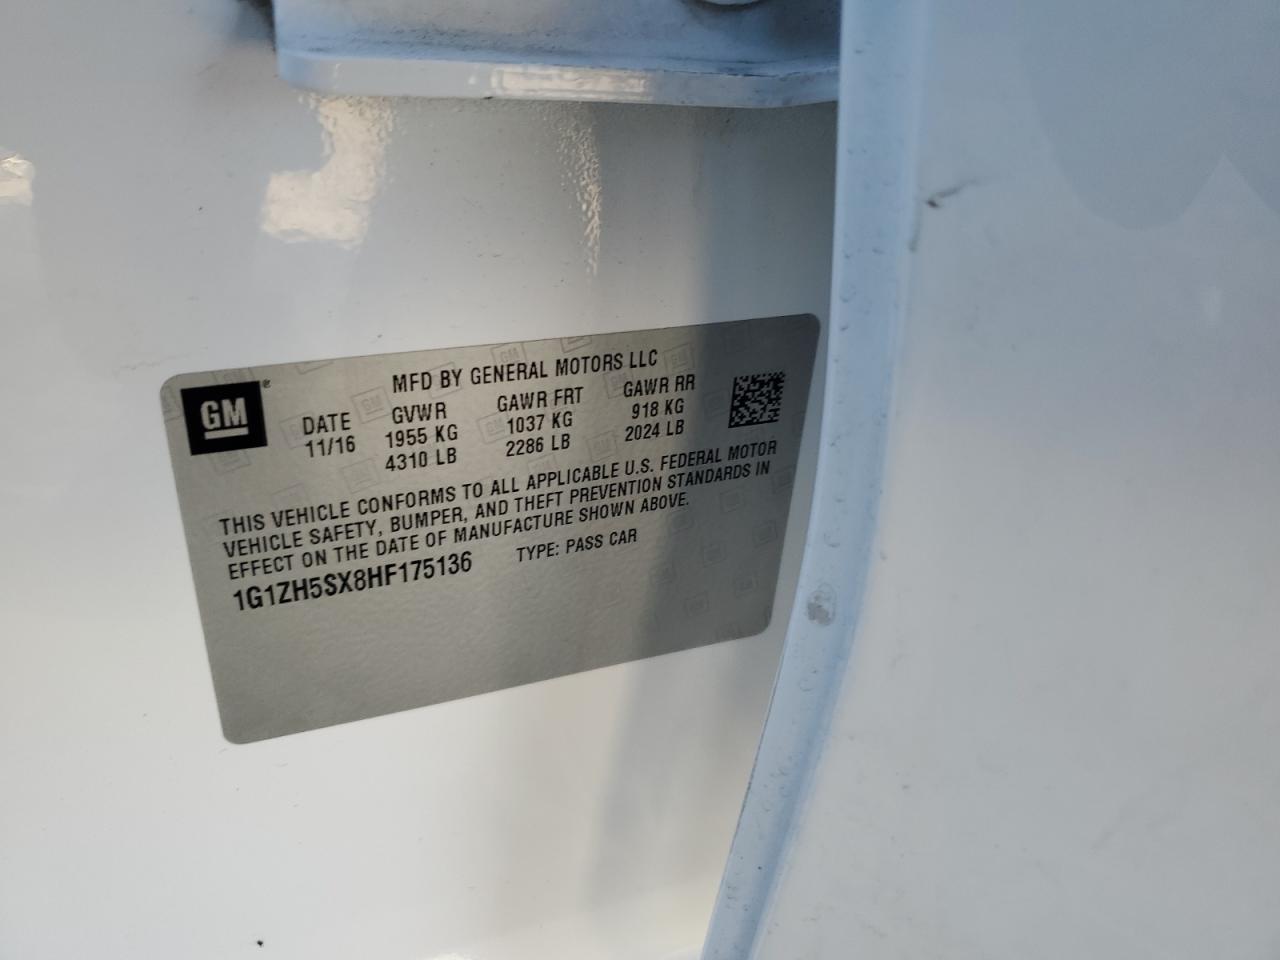 GM®
MFD BY GENERAL MOTORS LLC
DATE GVWR GAWR FRT GAWR RR
11/16 1955 KG 1037 KG 918 KG
4310 LB 2286 LB 2024 LB
THIS VEHICLE CONFORMS TO ALL APPLICABLE U.S. FEDERAL MOTOR
VEHICLE SAFETY, BUMPER, AND THEFT PREVENTION STANDARDS IN
EFFECT ON THE DATE OF MANUFACTURE SHOWN ABOVE.
1G1ZH5SX8HF175136 TYPE: PASS CAR